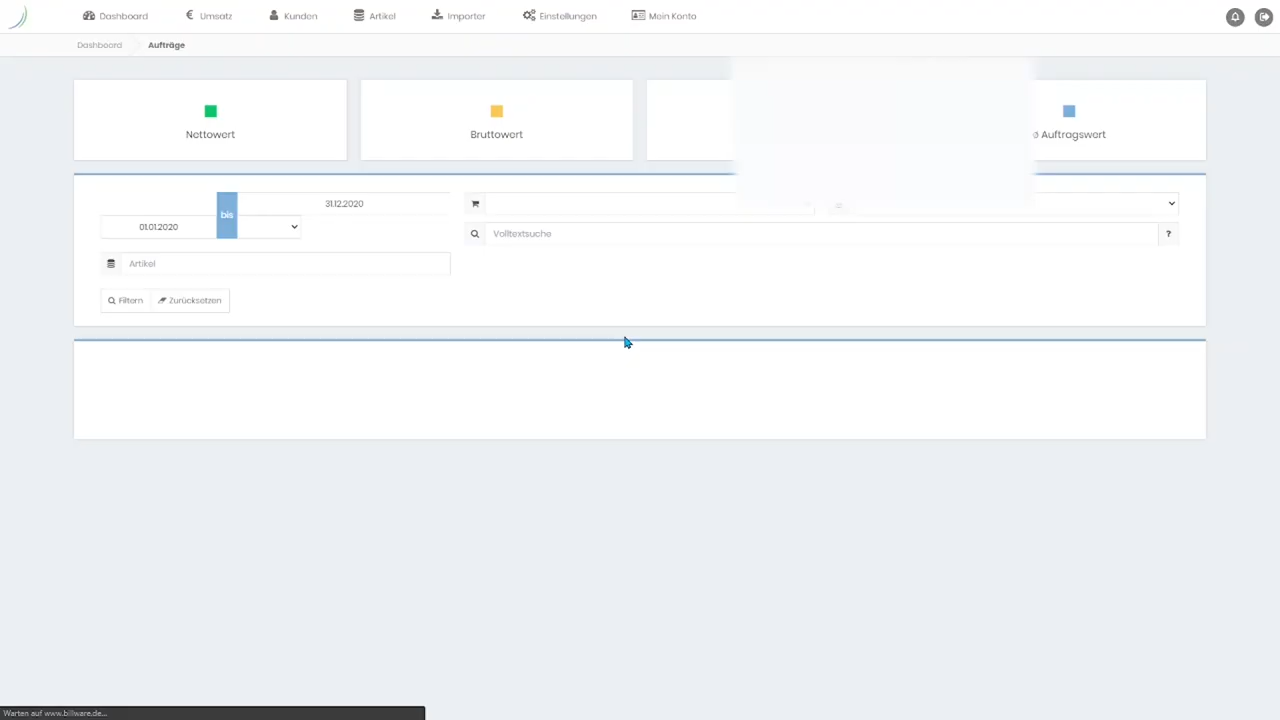 Dashboard Umsatz Kunden Artikel Importer Einstellungen Mein Konto
Dashboard Aufträge
Nettowert Bruttowert Ø Auftragswert
01.01.2020 bis 31.12.2020
Volltextsuche ?
Artikel
Filtern Zurücksetzen
Warten auf www.billware.de...